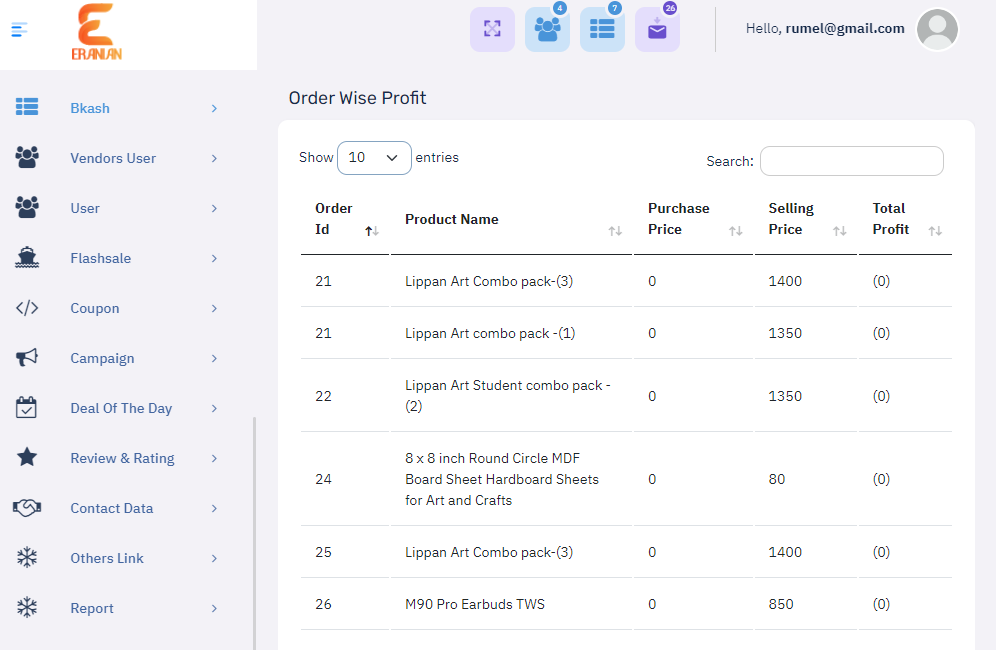 ERANIAN
4
7
26
Hello, rumel@gmail.com
Bkash
Vendors User
User
Flashsale
Coupon
Campaign
Deal Of The Day
Review & Rating
Contact Data
Others Link
Report
Order Wise Profit
Show 10 entries
Search:
Order Id Product Name Purchase Price Selling Price Total Profit
21 Lippan Art Combo pack-(3) 0 1400 (0)
21 Lippan Art combo pack -(1) 0 1350 (0)
22 Lippan Art Student combo pack -
(2) 0 1350 (0)
24 8 x 8 inch Round Circle MDF
Board Sheet Hardboard Sheets
for Art and Crafts 0 80 (0)
25 Lippan Art Combo pack-(3) 0 1400 (0)
26 M90 Pro Earbuds TWS 0 850 (0)